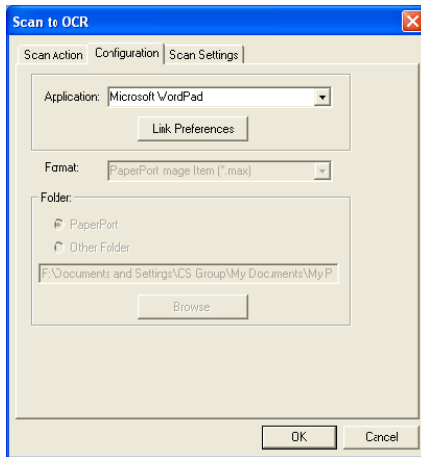 Scan to OCR
Scan Action Configuration Scan Settings
Application: Microsoft WordPad
Link Preferences
Format: PaperPort mage Item (*.max)
Folder:
PaperPort
Other Folder
F:\Documents and Settings\CS Group\My Documents\My P
Browse
OK Cancel